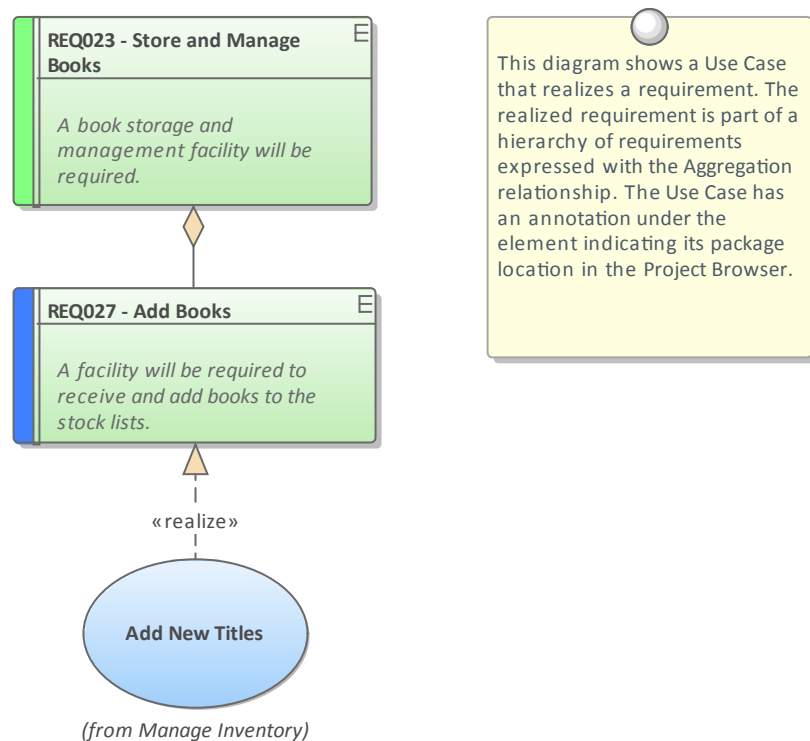 REQ023 - Store and Manage
Books
E
A book storage and
management facility will be
required.
REQ027 - Add Books
E
A facility will be required to
receive and add books to the
stock lists.
«realize»
Add New Titles
(from Manage Inventory)
This diagram shows a Use Case
that realizes a requirement. The
realized requirement is part of a
hierarchy of requirements
expressed with the Aggregation
relationship. The Use Case has
an annotation under the
element indicating its package
location in the Project Browser.